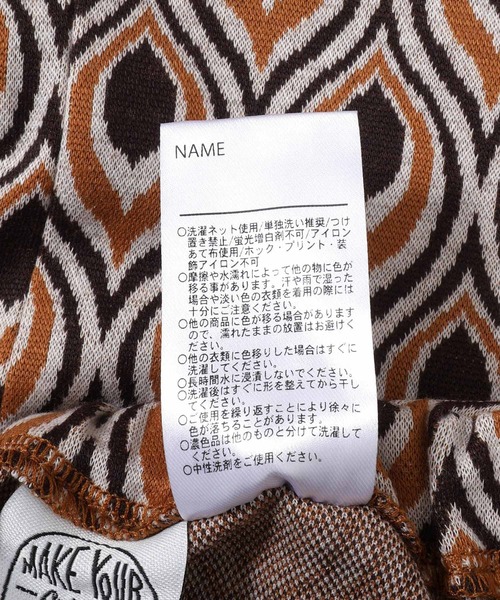 NAME
○洗濯ネット使用/単独洗い推奨/つけ
置き禁止/蛍光増白剤不可/アイロン
あて布使用/ホック・プリント・装
飾アイロン不可
○摩擦や水濡れによって他の物に色が
移る事があります。汗や雨で湿った
場合や淡い色の衣類を着用の際には
十分にご注意ください。
○他の商品に色が移る場合があります
ので、濡れたままの放置はお避けく
ださい。
○他の衣類に色移りした場合はすぐに
洗濯してください。
○長時間水に浸漬しないでください。
○洗濯後はすぐに形を整えてから干し
てください。
○ご使用を繰り返すことにより徐々に
色が落ちることがあります。
○濃色品は他のものと分けて洗濯して
ください。
○中性洗剤をご使用ください。
MAKE YOUR